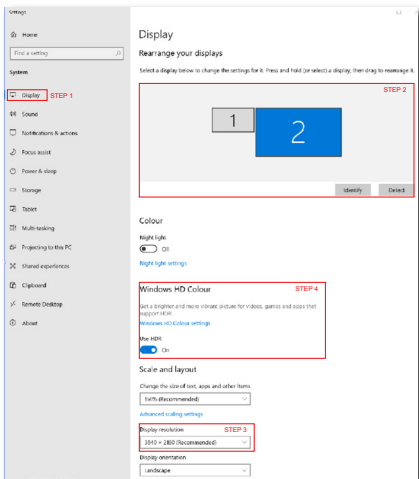 Settings
Home
Find a setting
System
Display
STEP 1
Sound
Notifications & actions
Focus assist
Power & sleep
Storage
Tablet
Multi-tasking
Projecting to this PC
Shared experiences
Clipboard
Remote Desktop
About
Display
Rearrange your displays
Select a display below to change the settings for it. Press and hold (or select) a display, then drag to rearrange it.
STEP 2
1
2
Identify
Detect
Colour
Night light
Off
Night light settings
Windows HD Colour
STEP 4
Get a brighter and more vibrant picture for videos, games and apps that
support HDR.
Windows HD Colour settings
Use HDR
On
Scale and layout
Change the size of text, apps and other items
150% (Recommended)
Advanced scaling settings
Display resolution
STEP 3
3840 × 2160 (Recommended)
Display orientation
Landscape